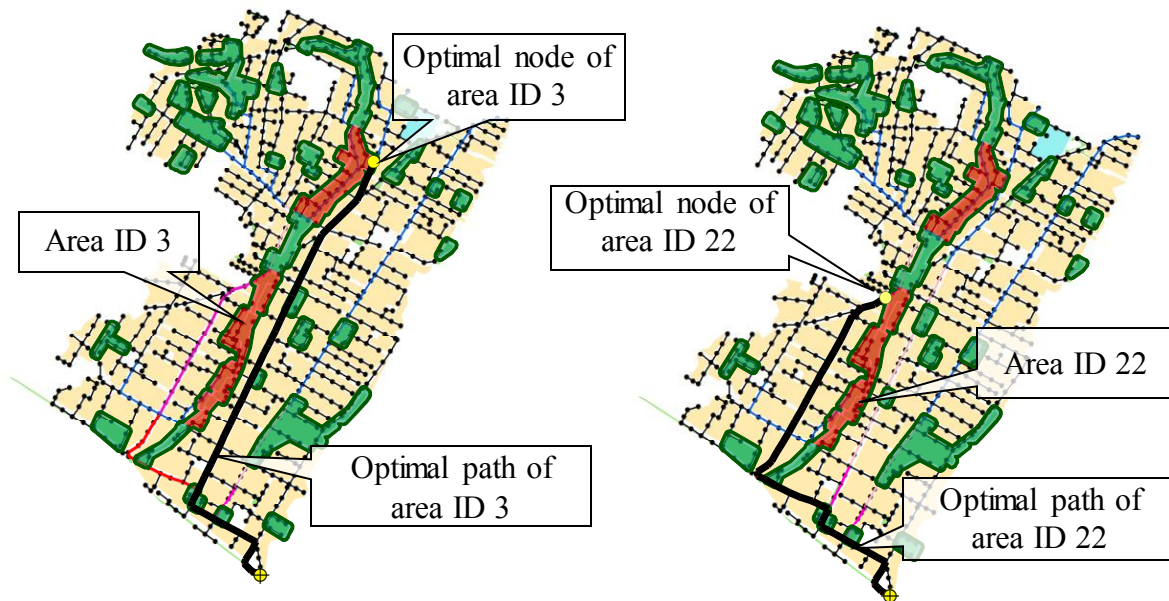 Optimal node of
area ID 3
Area ID 3
Optimal path of
area ID 3
Optimal node of
area ID 22
Area ID 22
Optimal path of
area ID 22